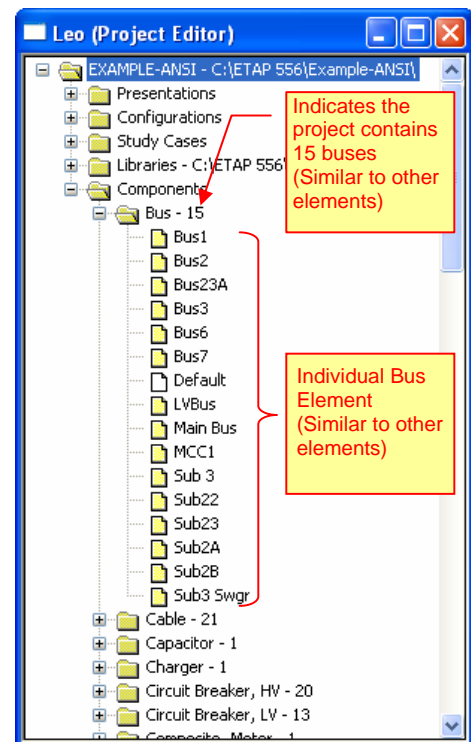 Leo (Project Editor)
EXAMPLE-ANSI - C:\ETAP 556\Example-ANSI\
Presentations
Configurations
Study Cases
Libraries - C:\ETAP 556\
Components
Bus - 15
Bus1
Bus2
Bus23A
Bus3
Bus6
Bus7
Default
LVBus
Main Bus
MCC1
Sub 3
Sub22
Sub23
Sub2A
Sub2B
Sub3 Swgr
Cable - 21
Capacitor - 1
Charger - 1
Circuit Breaker, HV - 20
Circuit Breaker, LV - 13
Composite Motor - 1
Indicates the
project contains
15 buses
(Similar to other
elements)
Individual Bus
Element
(Similar to other
elements)